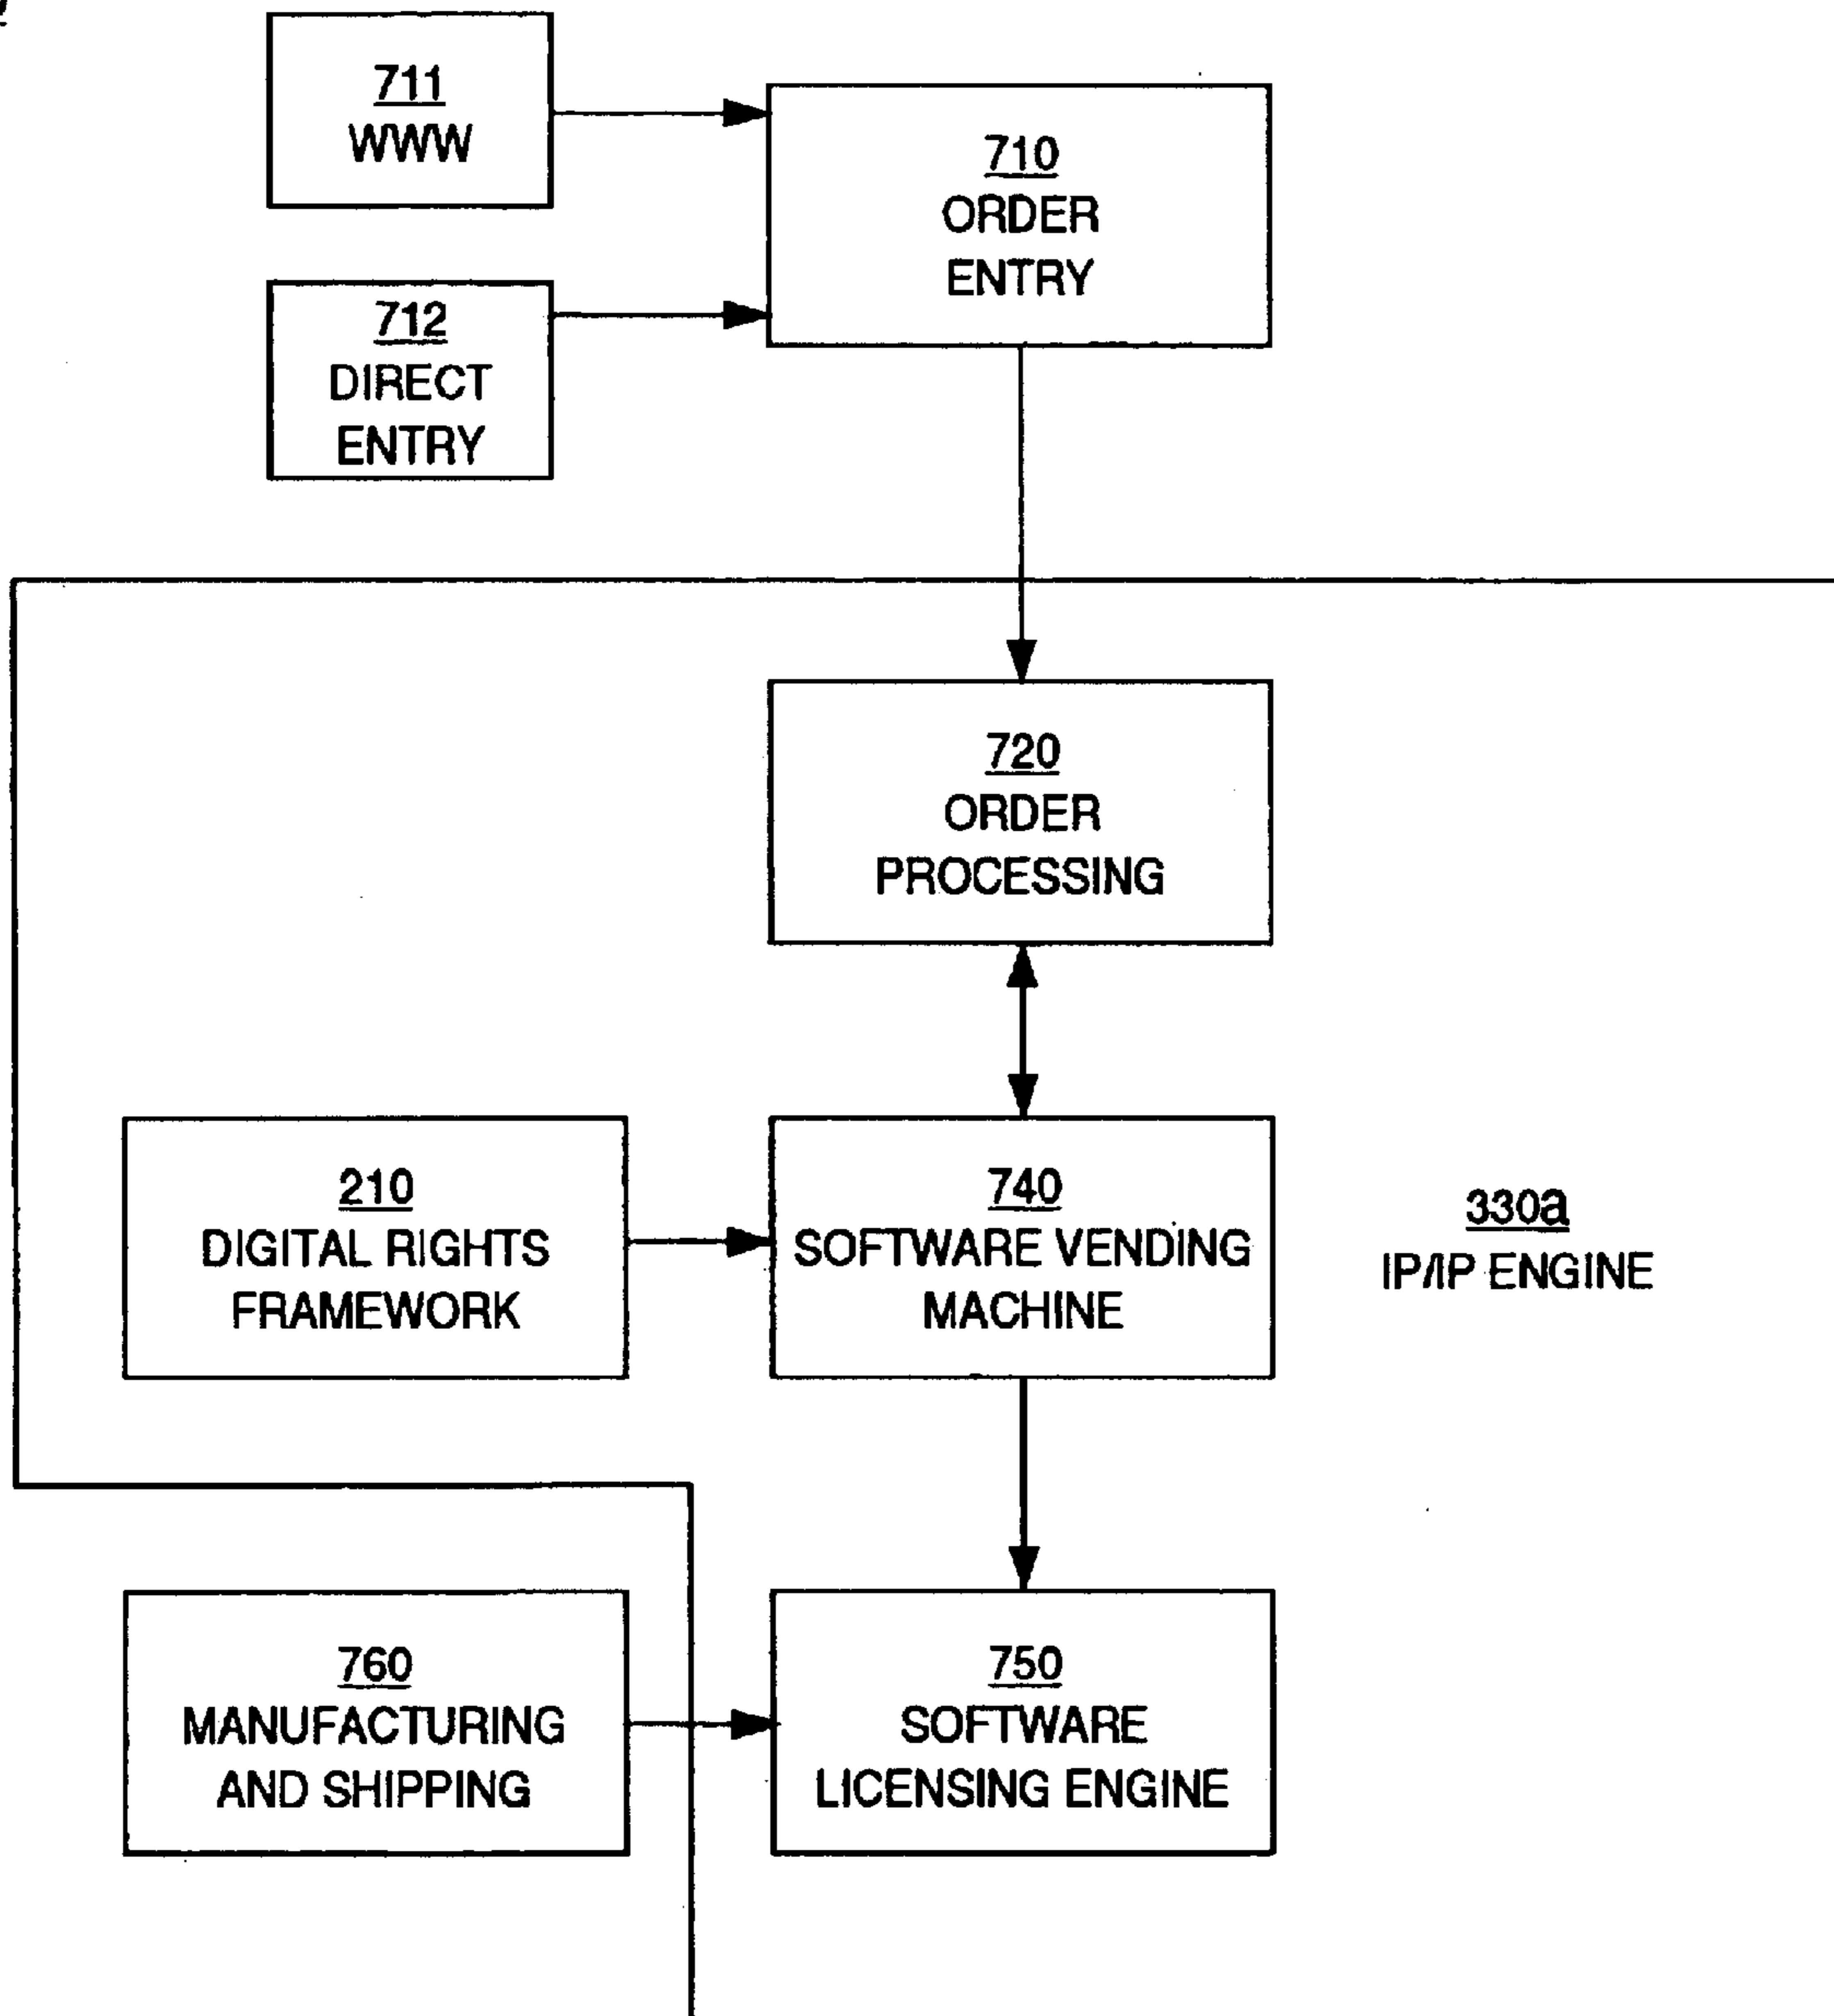 711
WWW
710
ORDER
ENTRY
712
DIRECT
ENTRY
720
ORDER
PROCESSING
210
DIGITAL RIGHTS
FRAMEWORK
740
SOFTWARE VENDING
MACHINE
330a
IP/IP ENGINE
760
MANUFACTURING
AND SHIPPING
750
SOFTWARE
LICENSING ENGINE